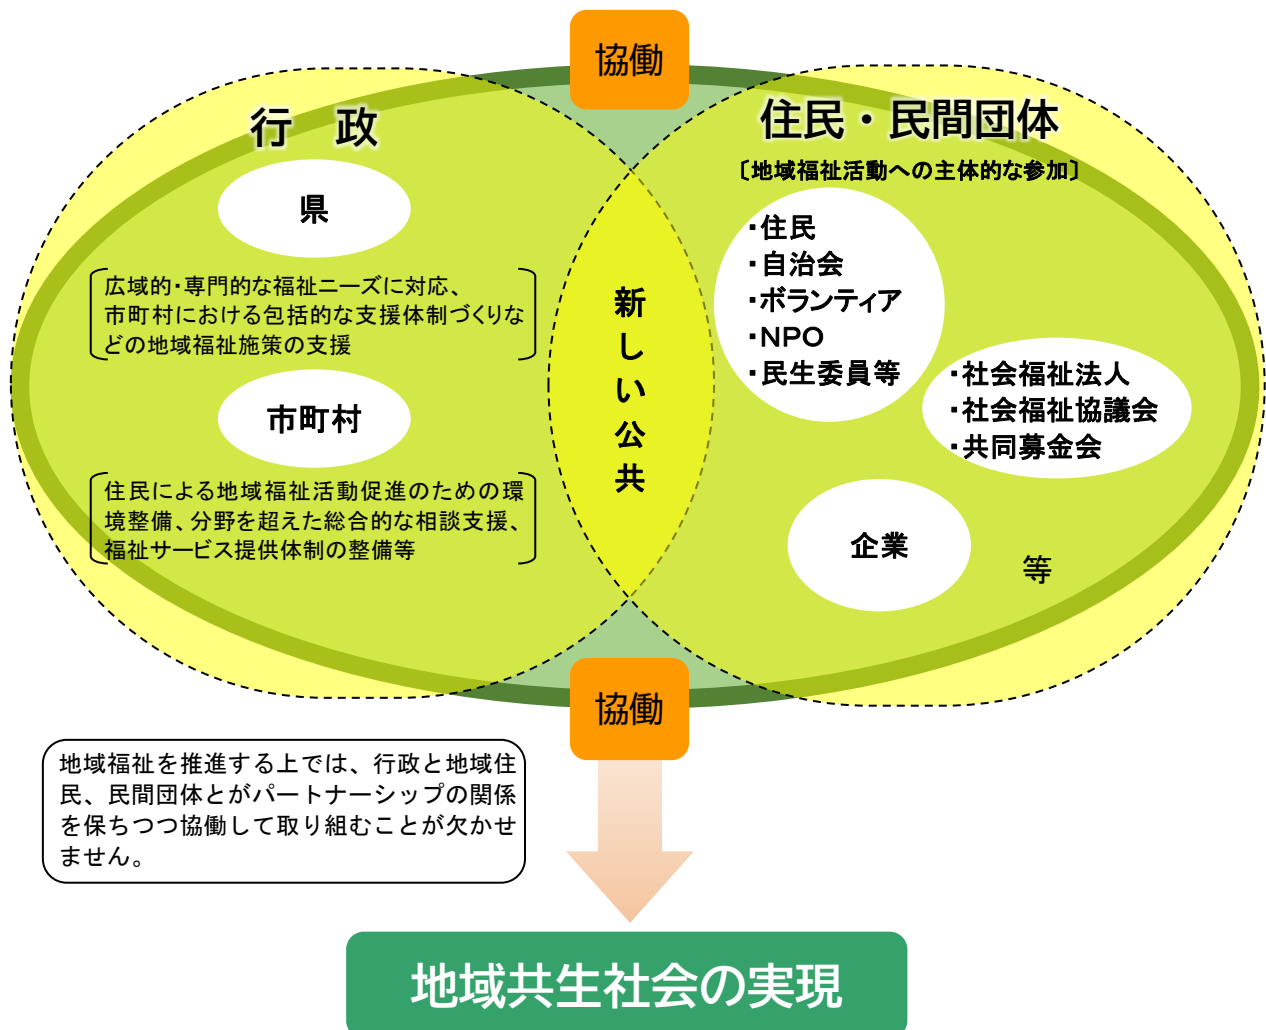 協働
行　政
県
広域的・専門的な福祉ニーズに対応、
市町村における包括的な支援体制づくりな
どの地域福祉施策の支援
市町村
住民による地域福祉活動促進のための環
境整備、分野を超えた総合的な相談支援、
福祉サービス提供体制の整備等
新しい公共
住民・民間団体
〔地域福祉活動への主体的な参加〕
・住民
・自治会
・ボランティア
・NPO
・民生委員等
・社会福祉法人
・社会福祉協議会
・共同募金会
企業
等
協働
地域福祉を推進する上では、行政と地域住
民、民間団体とがパートナーシップの関係
を保ちつつ協働して取り組むことが欠かせ
ません。
地域共生社会の実現